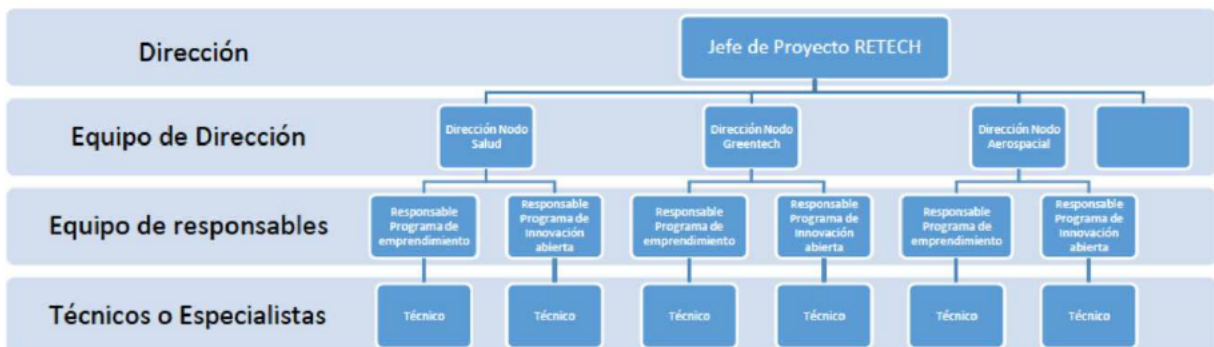 Dirección
Jefe de Proyecto RETECH
Equipo de Dirección
Dirección Nodo
Salud
Dirección Nodo
Greentech
Dirección Nodo
Aerospacial
Equipo de responsables
Responsable
Programa de
emprendimiento
Responsable
Programa de
Innovación
abierta
Responsable
Programa de
emprendimiento
Responsable
Programa de
Innovación
abierta
Responsable
Programa de
emprendimiento
Responsable
Programa de
Innovación
abierta
Técnicos o Especialistas
Técnico
Técnico
Técnico
Técnico
Técnico
Técnico